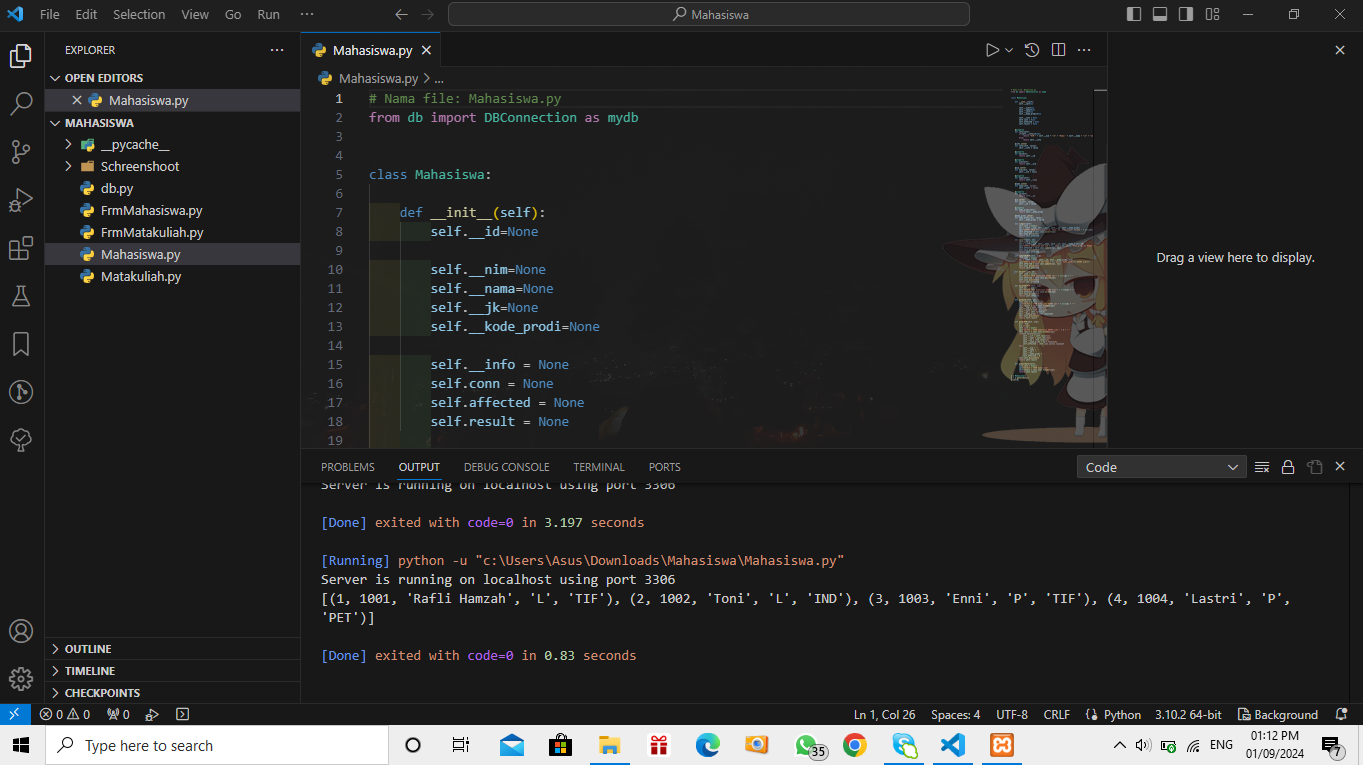 File Edit Selection View Go Run ··· Mahasiswa
EXPLORER ···
OPEN EDITORS
Mahasiswa.py
MAHASISWA
__pycache__
Schreenshoot
db.py
FrmMahasiswa.py
FrmMatakuliah.py
Mahasiswa.py
Matakuliah.py
OUTLINE
TIMELINE
CHECKPOINTS
Mahasiswa.py
Mahasiswa.py > ...
1 # Nama file: Mahasiswa.py
2 from db import DBConnection as mydb
3
4
5 class Mahasiswa:
6
7 def __init__(self):
8 self.__id=None
9
10 self.__nim=None
11 self.__nama=None
12 self.__jk=None
13 self.__kode_prodi=None
14
15 self.__info = None
16 self.conn = None
17 self.affected = None
18 self.result = None
19
Drag a view here to display.
PROBLEMS OUTPUT DEBUG CONSOLE TERMINAL PORTS Code
Server is running on localhost using port 3306
[Done] exited with code=0 in 3.197 seconds
[Running] python -u "c:\Users\Asus\Downloads\Mahasiswa\Mahasiswa.py"
Server is running on localhost using port 3306
[(1, 1001, 'Rafli Hamzah', 'L', 'TIF'), (2, 1002, 'Toni', 'L', 'IND'), (3, 1003, 'Enni', 'P', 'TIF'), (4, 1004, 'Lastri', 'P',
'PET')]
[Done] exited with code=0 in 0.83 seconds
0 0 0 Ln 1, Col 26 Spaces: 4 UTF-8 CRLF Python 3.10.2 64-bit Background
Type here to search 35 ENG 01:12 PM
01/09/2024 7